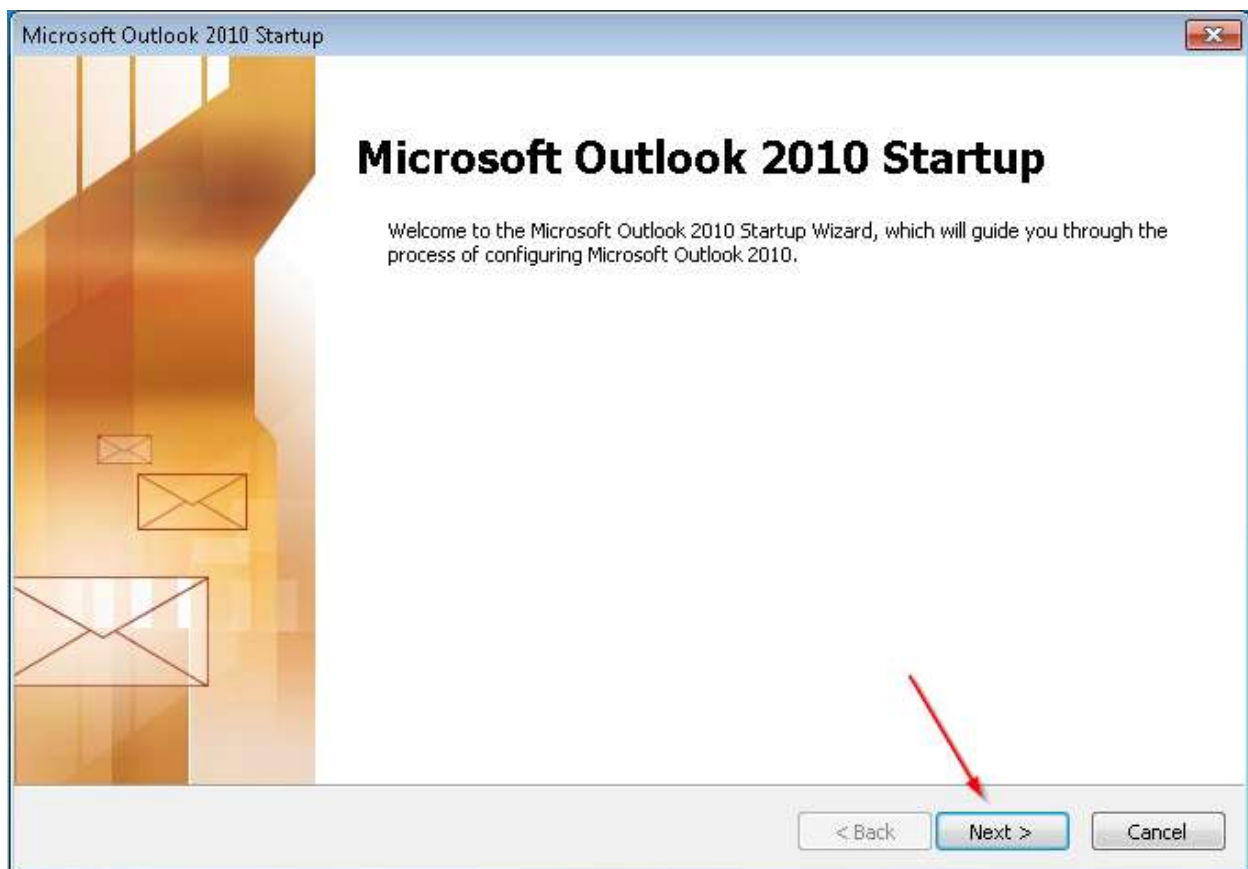 Microsoft Outlook 2010 Startup
Microsoft Outlook 2010 Startup
Welcome to the Microsoft Outlook 2010 Startup Wizard, which will guide you through the
process of configuring Microsoft Outlook 2010.
< Back Next > Cancel